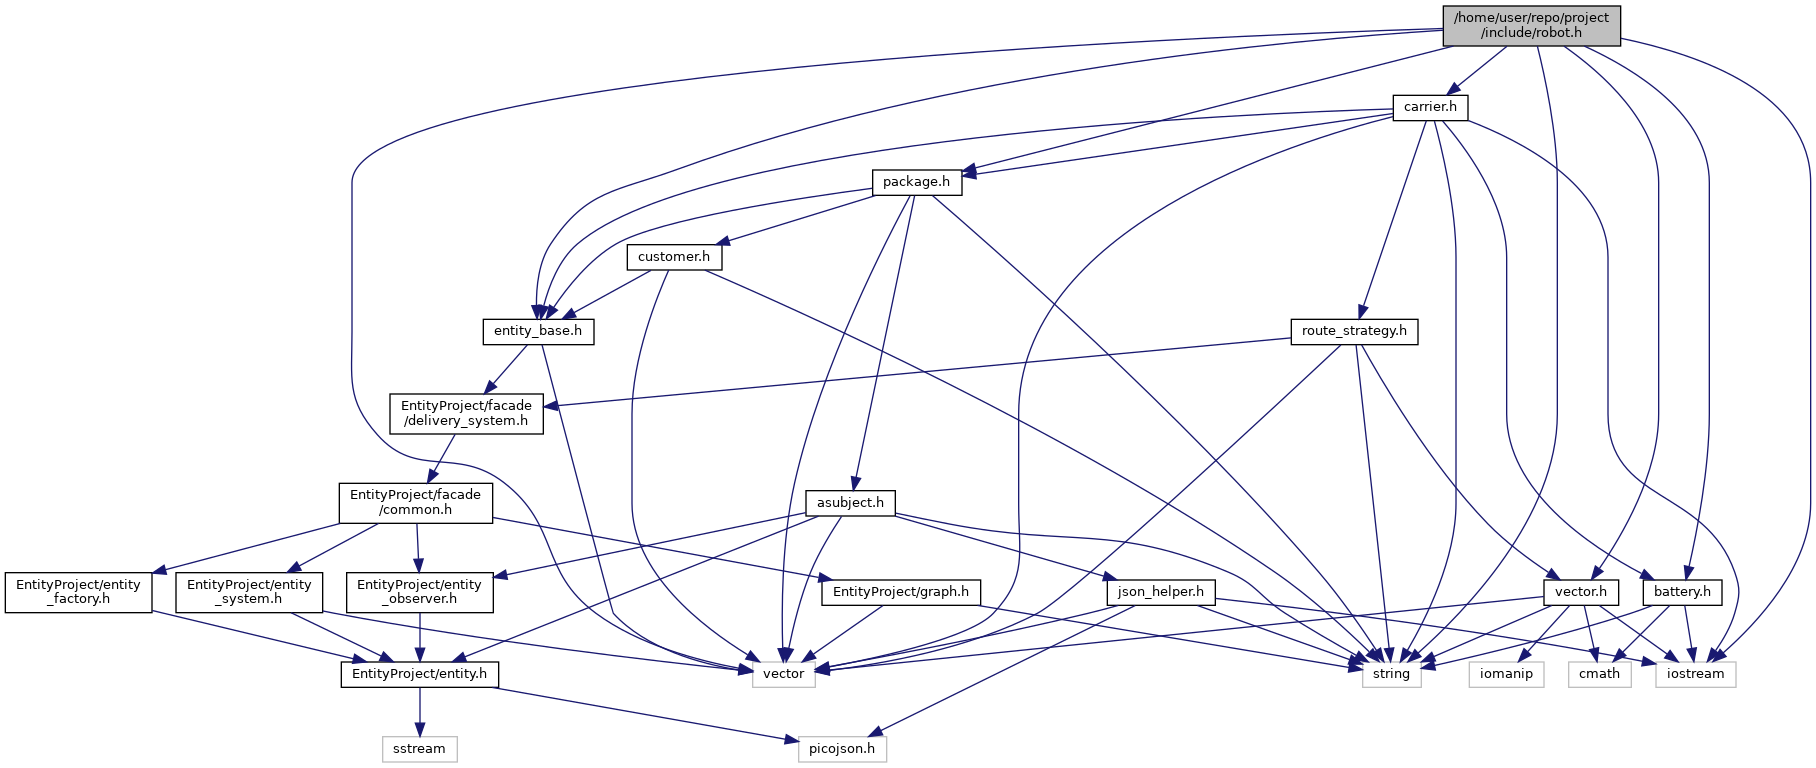 /home/user/repo/project
/include/robot.h
carrier.h
package.h
customer.h
entity_base.h
route_strategy.h
EntityProject/facade
/delivery_system.h
EntityProject/facade
/common.h
asubject.h
EntityProject/entity
_factory.h
EntityProject/entity
_system.h
EntityProject/entity
_observer.h
EntityProject/graph.h
json_helper.h
vector.h
battery.h
EntityProject/entity.h
vector
string
iomanip
cmath
iostream
sstream
picojson.h